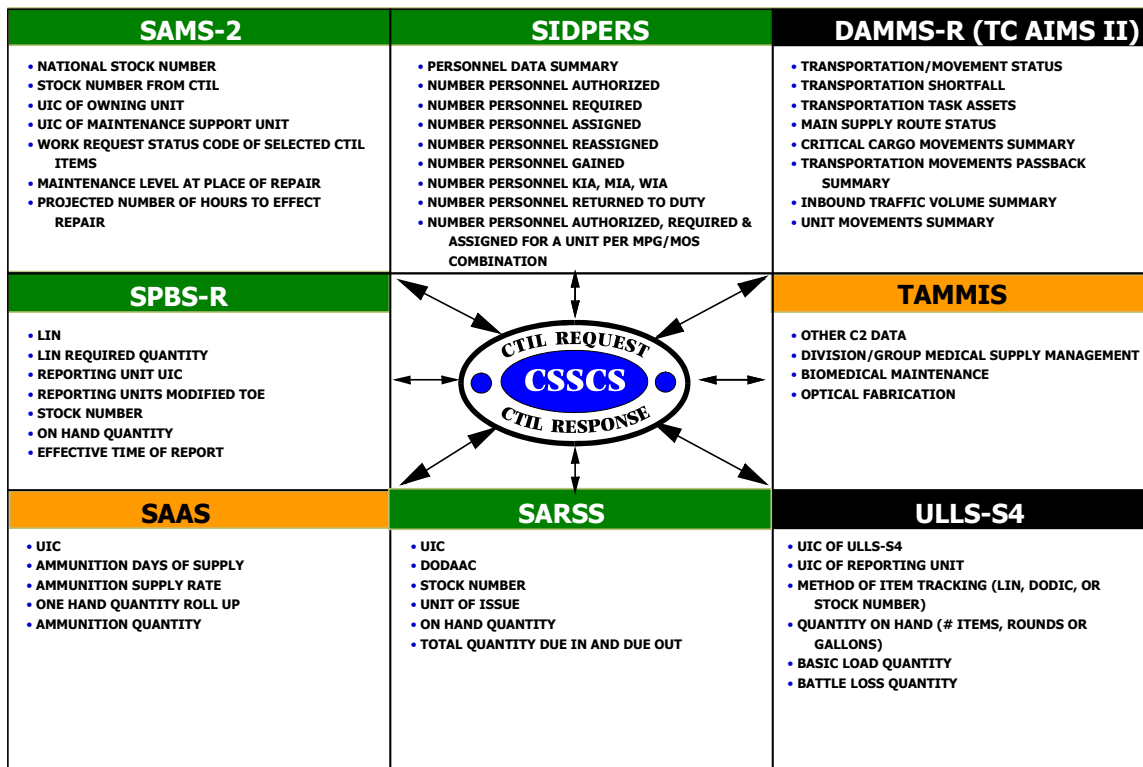 SAMS-2
• NATIONAL STOCK NUMBER
• STOCK NUMBER FROM CTIL
• UIC OF OWNING UNIT
• UIC OF MAINTENANCE SUPPORT UNIT
• WORK REQUEST STATUS CODE OF SELECTED CTIL
ITEMS
• MAINTENANCE LEVEL AT PLACE OF REPAIR
• PROJECTED NUMBER OF HOURS TO EFFECT
REPAIR
SIDPERS
• PERSONNEL DATA SUMMARY
• NUMBER PERSONNEL AUTHORIZED
• NUMBER PERSONNEL REQUIRED
• NUMBER PERSONNEL ASSIGNED
• NUMBER PERSONNEL REASSIGNED
• NUMBER PERSONNEL GAINED
• NUMBER PERSONNEL KIA, MIA, WIA
• NUMBER PERSONNEL RETURNED TO DUTY
• NUMBER PERSONNEL AUTHORIZED, REQUIRED &
ASSIGNED FOR A UNIT PER MPG/MOS
COMBINATION
DAMMS-R (TC AIMS II)
• TRANSPORTATION/MOVEMENT STATUS
• TRANSPORTATION SHORTFALL
• TRANSPORTATION TASK ASSETS
• MAIN SUPPLY ROUTE STATUS
• CRITICAL CARGO MOVEMENTS SUMMARY
• TRANSPORTATION MOVEMENTS PASSBACK
SUMMARY
• INBOUND TRAFFIC VOLUME SUMMARY
• UNIT MOVEMENTS SUMMARY
SPBS-R
• LIN
• LIN REQUIRED QUANTITY
• REPORTING UNIT UIC
• REPORTING UNITS MODIFIED TOE
• STOCK NUMBER
• ON HAND QUANTITY
• EFFECTIVE TIME OF REPORT
CTIL REQUEST
CSSCS
CTIL RESPONSE
TAMMIS
• OTHER C2 DATA
• DIVISION/GROUP MEDICAL SUPPLY MANAGEMENT
• BIOMEDICAL MAINTENANCE
• OPTICAL FABRICATION
SAAS
• UIC
• AMMUNITION DAYS OF SUPPLY
• AMMUNITION SUPPLY RATE
• ONE HAND QUANTITY ROLL UP
• AMMUNITION QUANTITY
SARSS
• UIC
• DODAAC
• STOCK NUMBER
• UNIT OF ISSUE
• ON HAND QUANTITY
• TOTAL QUANTITY DUE IN AND DUE OUT
ULLS-S4
• UIC OF ULLS-S4
• UIC OF REPORTING UNIT
• METHOD OF ITEM TRACKING (LIN, DODIC, OR
STOCK NUMBER)
• QUANTITY ON HAND (# ITEMS, ROUNDS OR
GALLONS)
• BASIC LOAD QUANTITY
• BATTLE LOSS QUANTITY